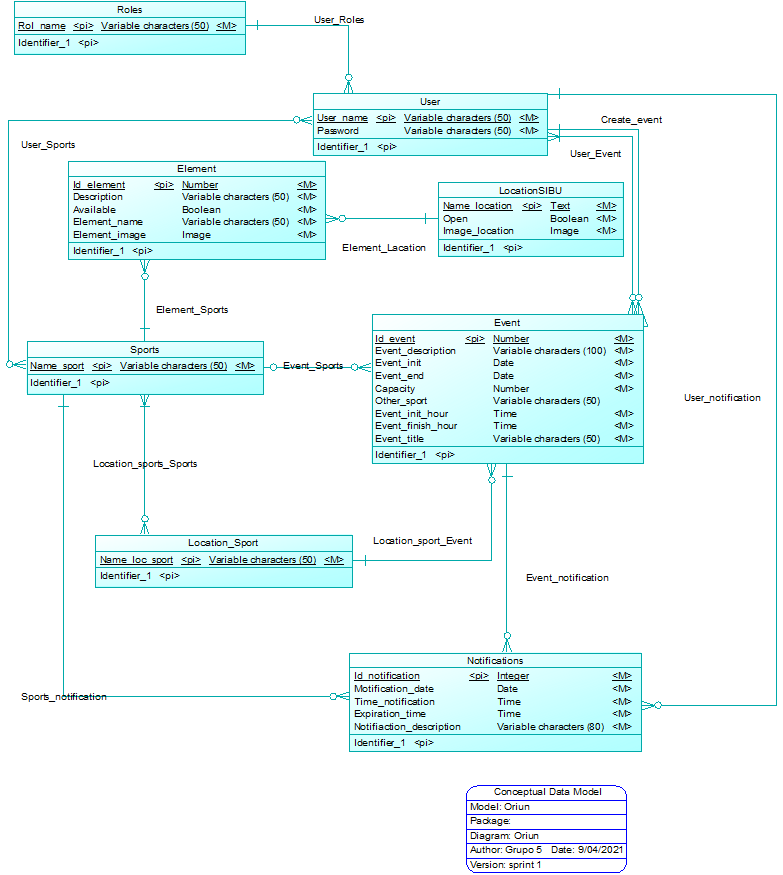 Roles
Rol_name <pi> Variable characters (50) <M>
Identifier_1 <pi>
User_Roles
User
User_name <pi> Variable characters (50) <M>
Password Variable characters (50) <M>
Identifier_1 <pi>
Create_event
User_Sports
User_Event
Element
Id_element <pi> Number <M>
Description Variable characters (50) <M>
Available Boolean <M>
Element_name Variable characters (50) <M>
Element_image Image <M>
Identifier_1 <pi>
LocationSIBU
Name_location <pi> Text <M>
Open Boolean <M>
Image_location Image <M>
Identifier_1 <pi>
Element_Lacation
Element_Sports
Event
Id_event <pi> Number <M>
Event_description Variable characters (100) <M>
Event_init Date <M>
Event_end Date <M>
Capacity Number <M>
Other_sport Variable characters (50)
Event_init_hour Time <M>
Event_finish_hour Time <M>
Event_title Variable characters (50) <M>
Identifier_1 <pi>
Sports
Name_sport <pi> Variable characters (50) <M>
Identifier_1 <pi>
Event_Sports
User_notification
Location_sports_Sports
Location_Sport
Name_loc_sport <pi> Variable characters (50) <M>
Identifier_1 <pi>
Location_sport_Event
Event_notification
Notifications
Id_notification <pi> Integer <M>
Motification_date Date <M>
Time_notification Time <M>
Expiration_time Time <M>
Notifiaction_description Variable characters (80) <M>
Identifier_1 <pi>
Sports_notification
Conceptual Data Model
Model: Oriun
Package:
Diagram: Oriun
Author: Grupo 5 Date: 9/04/2021
Version: sprint 1